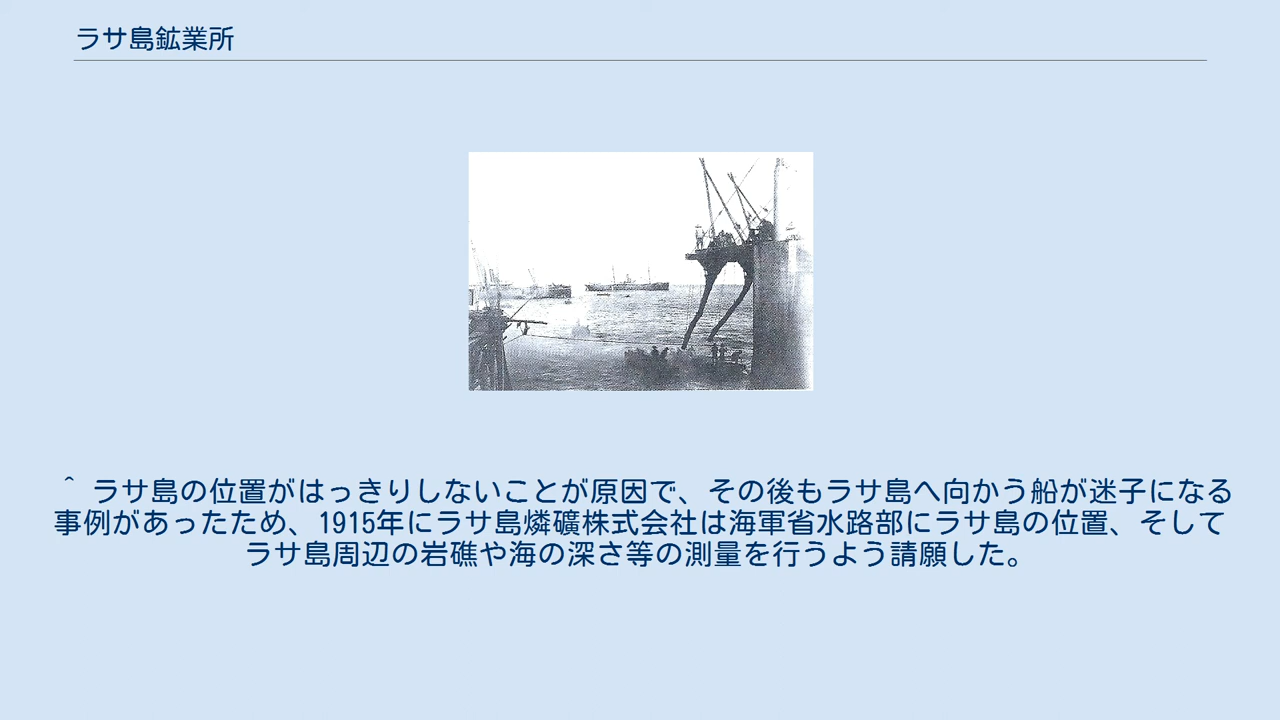 ラサ島鉱業所
^ ラサ島の位置がはっきりしないことが原因で、その後もラサ島へ向かう船が迷子になる
事例があったため、1915年にラサ島燐礦株式会社は海軍省水路部にラサ島の位置、そして
ラサ島周辺の岩礁や海の深さ等の測量を行うよう請願した。